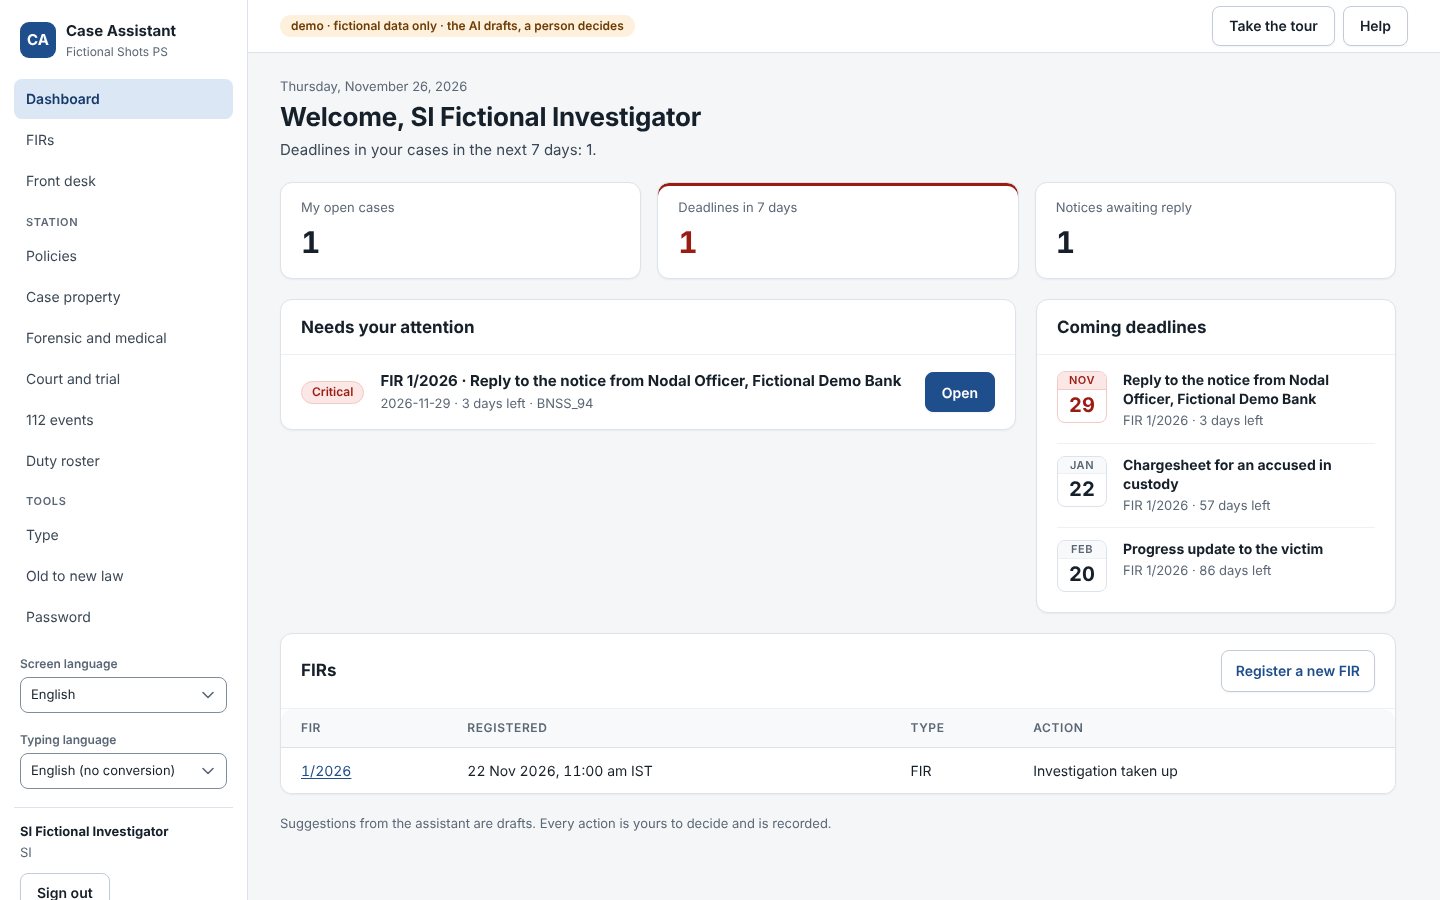 CA
Case Assistant
Fictional Shots PS
Dashboard
FIRs
Front desk
STATION
Policies
Case property
Forensic and medical
Court and trial
112 events
Duty roster
TOOLS
Type
Old to new law
Password
Screen language
English
Typing language
English (no conversion)
SI Fictional Investigator
SI
Sign out
demo · fictional data only · the AI drafts, a person decides
Take the tour
Help
Thursday, November 26, 2026
Welcome, SI Fictional Investigator
Deadlines in your cases in the next 7 days: 1.
My open cases
1
Deadlines in 7 days
1
Notices awaiting reply
1
Needs your attention
Critical
FIR 1/2026 · Reply to the notice from Nodal Officer, Fictional Demo Bank
2026-11-29 · 3 days left · BNSS_94
Open
Coming deadlines
NOV
29
Reply to the notice from Nodal
Officer, Fictional Demo Bank
FIR 1/2026 · 3 days left
JAN
22
Chargesheet for an accused in
custody
FIR 1/2026 · 57 days left
FEB
20
Progress update to the victim
FIR 1/2026 · 86 days left
FIRs
Register a new FIR
FIR REGISTERED TYPE ACTION
1/2026 22 Nov 2026, 11:00 am IST FIR Investigation taken up
Suggestions from the assistant are drafts. Every action is yours to decide and is recorded.